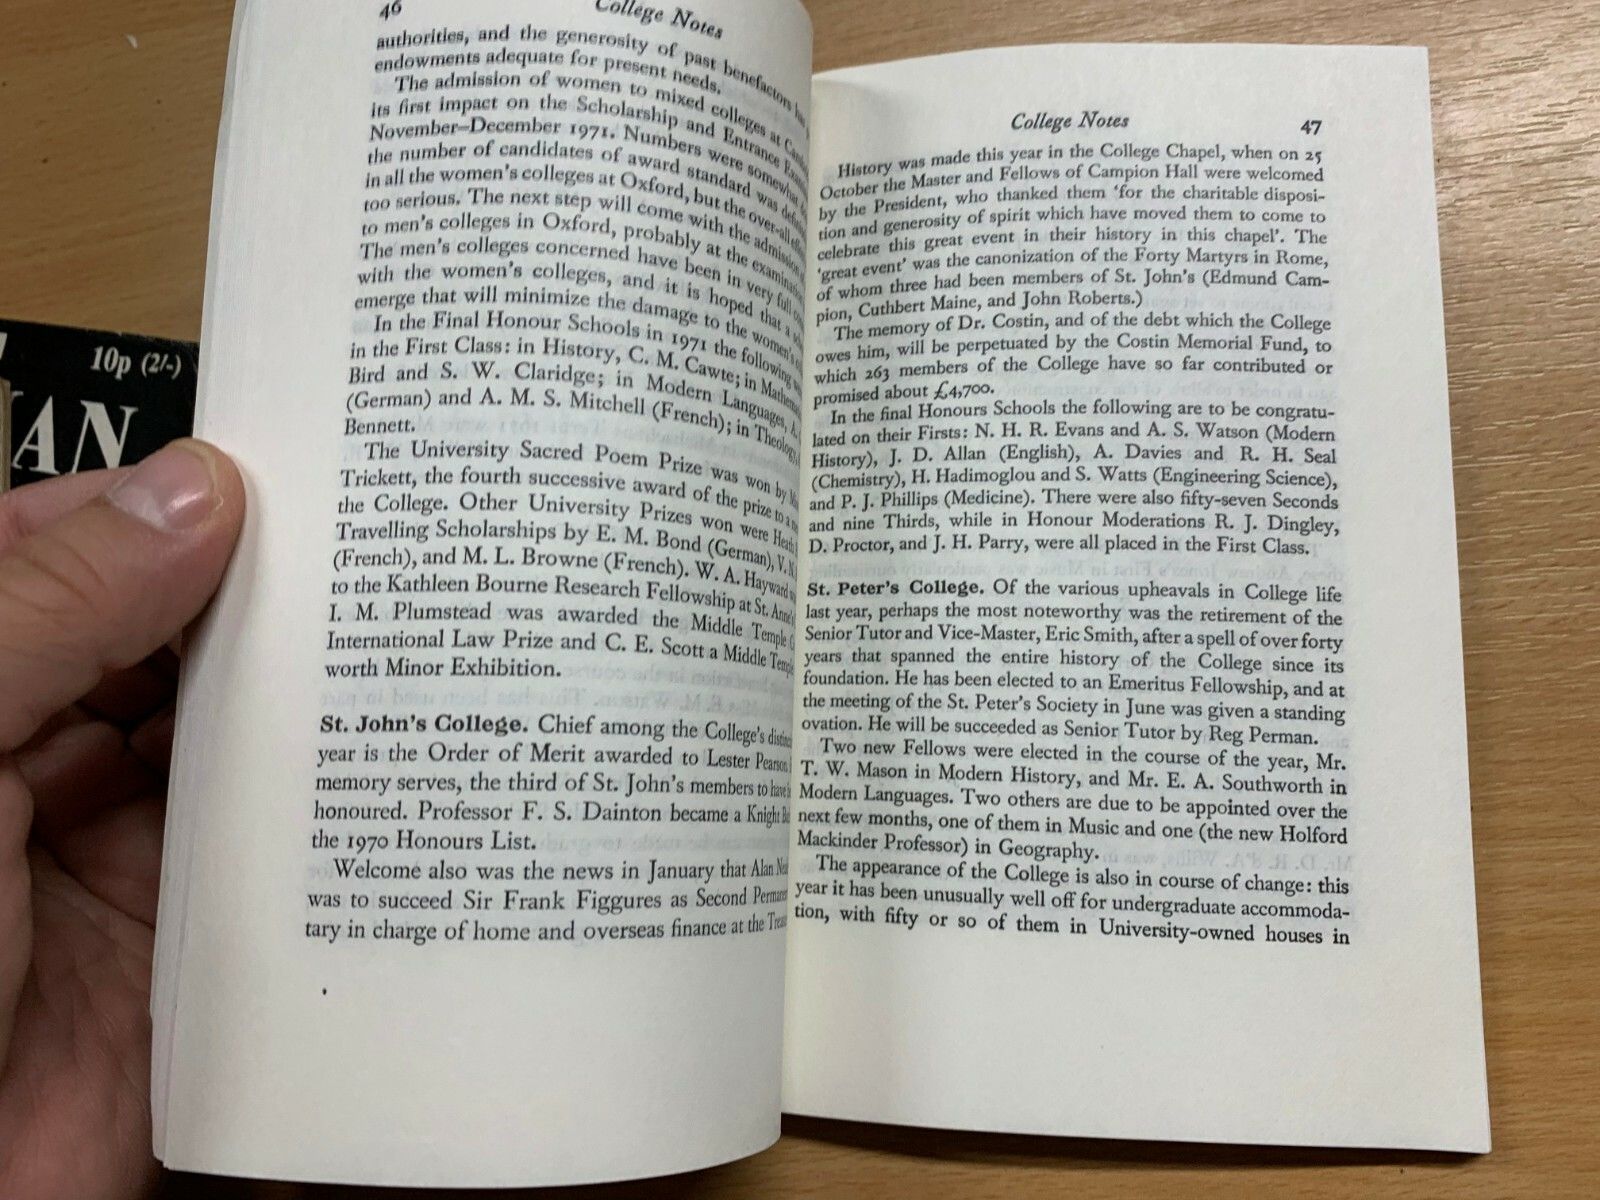 10p (2/-)
AN
46
College Notes
authorities, and the generosity of past benefactors has
endowments adequate for present needs.
The admission of women to mixed colleges at
its first impact on the Scholarship and Entrance
November–December 1971. Numbers were somewhat
the number of candidates of award standard was
in all the women's colleges at Oxford, but the over-all
too serious. The next step will come with the admission
to men's colleges in Oxford, probably at the examination
The men's colleges concerned have been in very full
with the women's colleges, and it is hoped that a
emerge that will minimize the damage to the women's
In the Final Honour Schools in 1971 the following
in the First Class: in History, C. M. Cawte; in
Bird and S. W. Claridge; in Modern Languages, A.
(German) and A. M. S. Mitchell (French); in Theology,
Bennett.
The University Sacred Poem Prize was won by
Trickett, the fourth successive award of the prize to a
the College. Other University Prizes won were Heath
Travelling Scholarships by E. M. Bond (German), V. N.
(French), and M. L. Browne (French). W. A. Hayward
to the Kathleen Bourne Research Fellowship at St. Anne's
I. M. Plumstead was awarded the Middle Temple
International Law Prize and C. E. Scott a Middle
worth Minor Exhibition.
St. John's College. Chief among the College's
year is the Order of Merit awarded to Lester Pearson
memory serves, the third of St. John's members to have
honoured. Professor F. S. Dainton became a Knight
the 1970 Honours List.
Welcome also was the news in January that Alan
was to succeed Sir Frank Figgures as Second
tary in charge of home and overseas finance at the
College Notes
47
History was made this year in the College Chapel, when on 25
October the Master and Fellows of Campion Hall were welcomed
by the President, who thanked them 'for the charitable disposi-
tion and generosity of spirit which have moved them to come to
celebrate this great event in their history in this chapel'. The
'great event' was the canonization of the Forty Martyrs in Rome,
of whom three had been members of St. John's (Edmund Cam-
pion, Cuthbert Maine, and John Roberts.)
The memory of Dr. Costin, and of the debt which the College
owes him, will be perpetuated by the Costin Memorial Fund, to
which 263 members of the College have so far contributed or
promised about £4,700.
In the final Honours Schools the following are to be congratu-
lated on their Firsts: N. H. R. Evans and A. S. Watson (Modern
History), J. D. Allan (English), A. Davies and R. H. Seal
(Chemistry), H. Hadimoglou and S. Watts (Engineering Science),
and P. J. Phillips (Medicine). There were also fifty-seven Seconds
and nine Thirds, while in Honour Moderations R. J. Dingley,
D. Proctor, and J. H. Parry, were all placed in the First Class.
St. Peter's College. Of the various upheavals in College life
last year, perhaps the most noteworthy was the retirement of the
Senior Tutor and Vice-Master, Eric Smith, after a spell of over forty
years that spanned the entire history of the College since its
foundation. He has been elected to an Emeritus Fellowship, and at
the meeting of the St. Peter's Society in June was given a standing
ovation. He will be succeeded as Senior Tutor by Reg Perman.
Two new Fellows were elected in the course of the year, Mr.
T. W. Mason in Modern History, and Mr. E. A. Southworth in
Modern Languages. Two others are due to be appointed over the
next few months, one of them in Music and one (the new Holford
Mackinder Professor) in Geography.
The appearance of the College is also in course of change: this
year it has been unusually well off for undergraduate accommoda-
tion, with fifty or so of them in University-owned houses in